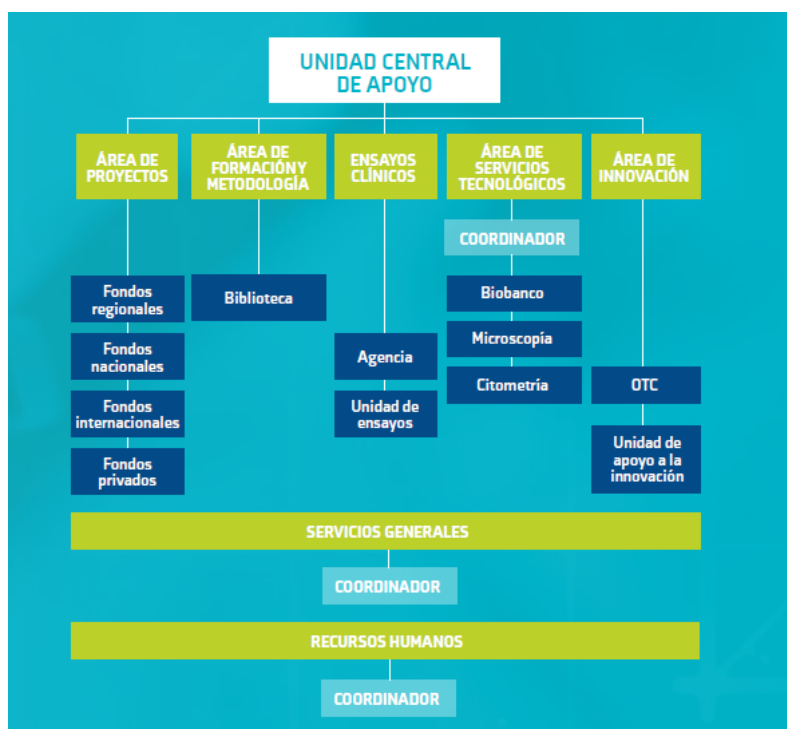 UNIDAD CENTRAL
DE APOYO
ÁREA DE
PROYECTOS
ÁREA DE
FORMACIÓN Y
METODOLOGÍA
ENSAYOS
CLÍNICOS
ÁREA DE
SERVICIOS
TECNOLÓGICOS
ÁREA DE
INNOVACIÓN
COORDINADOR
Fondos
regionales
Fondos
nacionales
Fondos
internacionales
Fondos
privados
Biblioteca
Agencia
Unidad de
ensayos
Biobanco
Microscopía
Citometría
OTC
Unidad de
apoyo a la
innovación
SERVICIOS GENERALES
COORDINADOR
RECURSOS HUMANOS
COORDINADOR